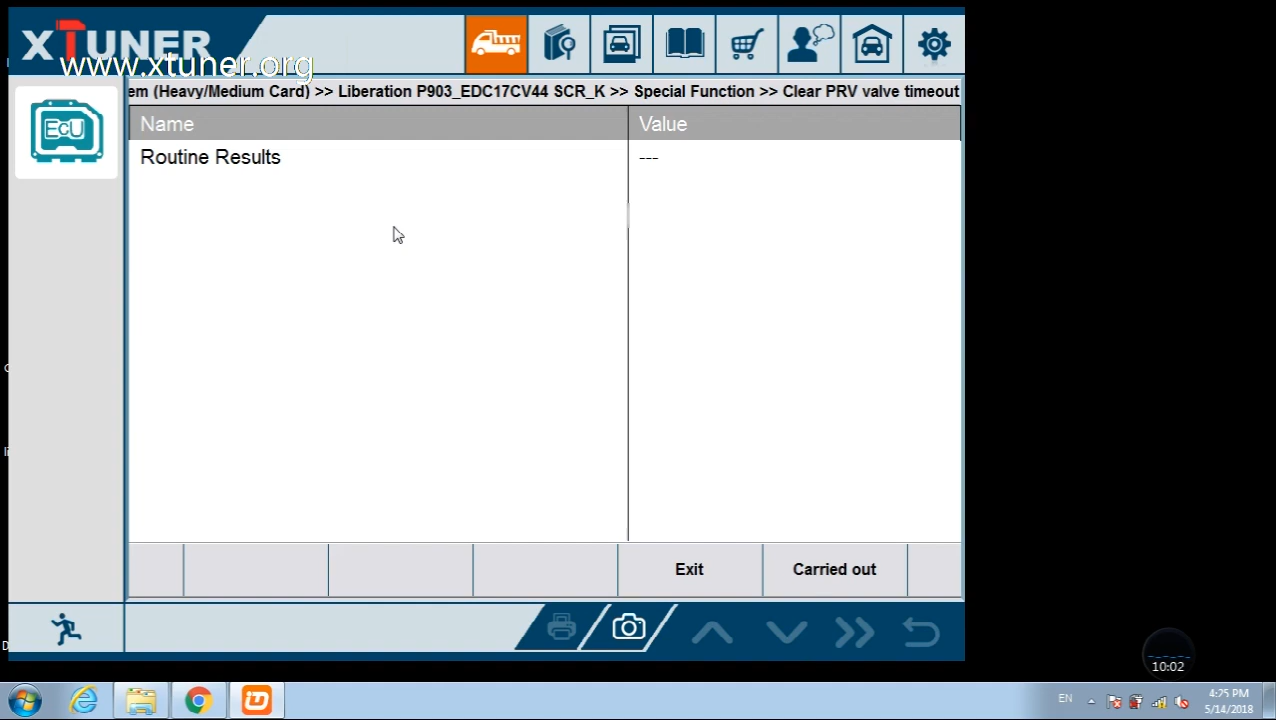 XTUNER
www.xtuner.org
em (Heavy/Medium Card) >> Liberation P903_EDC17CV44 SCR_K >> Special Function >> Clear PRV valve timeout
ECU
Name
Value
Routine Results
---
Exit
Carried out
10:02
EN
4:25 PM
5/14/2018